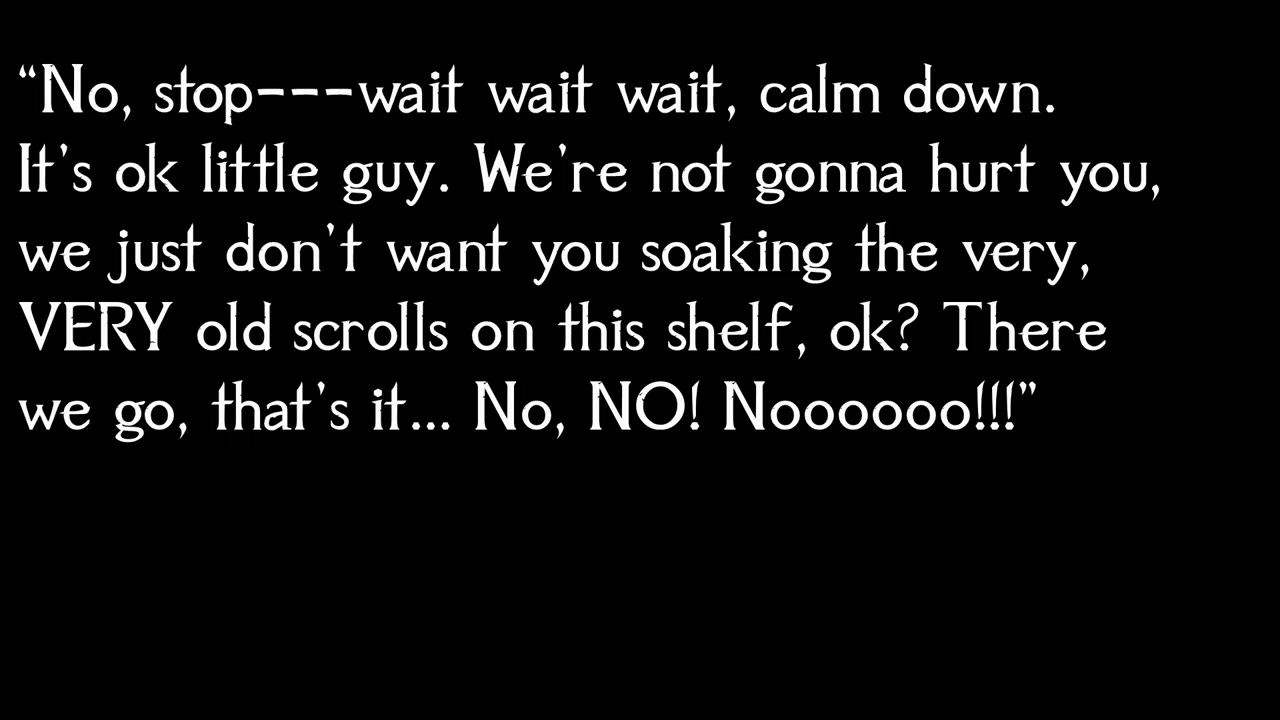 “No, stop---wait wait wait, calm down.
It’s ok little guy. We’re not gonna hurt you,
we just don’t want you soaking the very,
VERY old scrolls on this shelf, ok? There
we go, that’s it... No, NO! Noooooo!!!”